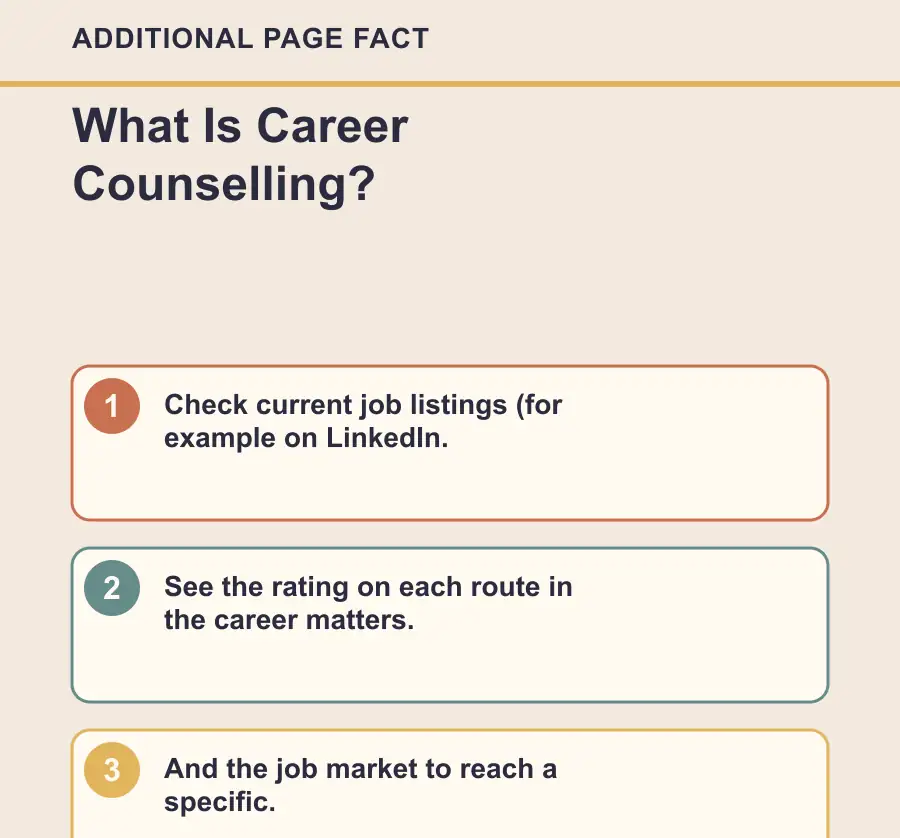 ADDITIONAL PAGE FACT
What Is Career
Counselling?
1
Check current job listings (for
example on LinkedIn.
2
See the rating on each route in
the career matters.
3
And the job market to reach a
specific.